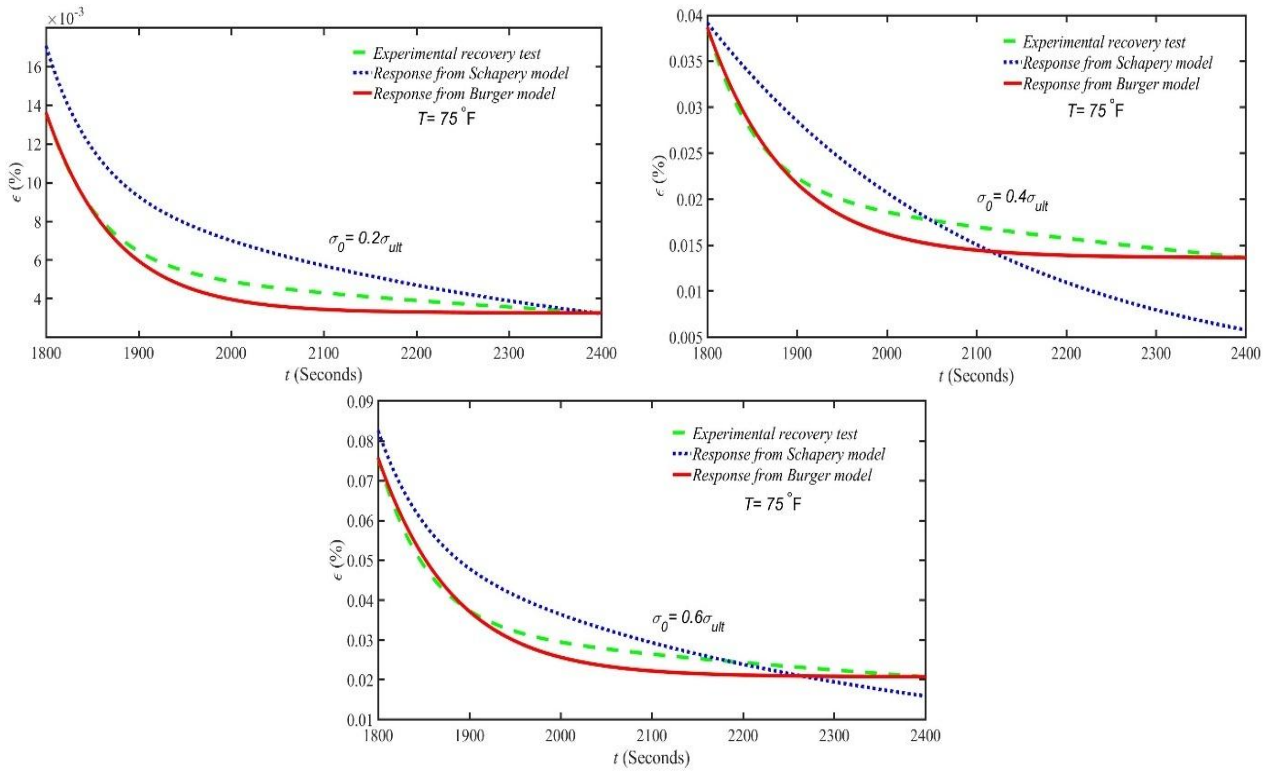 ×10⁻³
16
14
12
10
8
6
4
ϵ (%)
Experimental recovery test
Response from Schapery model
Response from Burger model
T= 75 °F
σ₀= 0.2σᵤₗₜ
1800 1900 2000 2100 2200 2300 2400
t (Seconds)
0.04
0.035
0.03
0.025
0.02
0.015
0.01
0.005
ϵ (%)
Experimental recovery test
Response from Schapery model
Response from Burger model
T= 75 °F
σ₀= 0.4σᵤₗₜ
1800 1900 2000 2100 2200 2300 2400
t (Seconds)
0.09
0.08
0.07
0.06
0.05
0.04
0.03
0.02
0.01
ϵ (%)
Experimental recovery test
Response from Schapery model
Response from Burger model
T= 75 °F
σ₀= 0.6σᵤₗₜ
1800 1900 2000 2100 2200 2300 2400
t (Seconds)